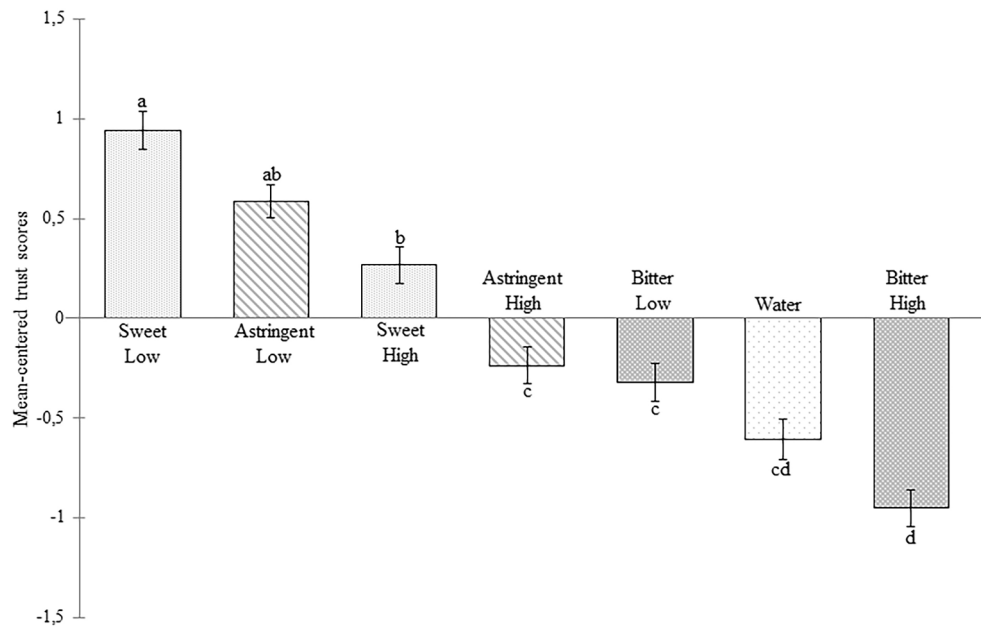 1,5
a
1
ab
0,5
b
Astringent
High
Bitter
Low
Water
Bitter
High
0
Sweet
Low
Astringent
Low
Sweet
High
c
c
-0,5
cd
-1
d
-1,5
Mean-centered trust scores